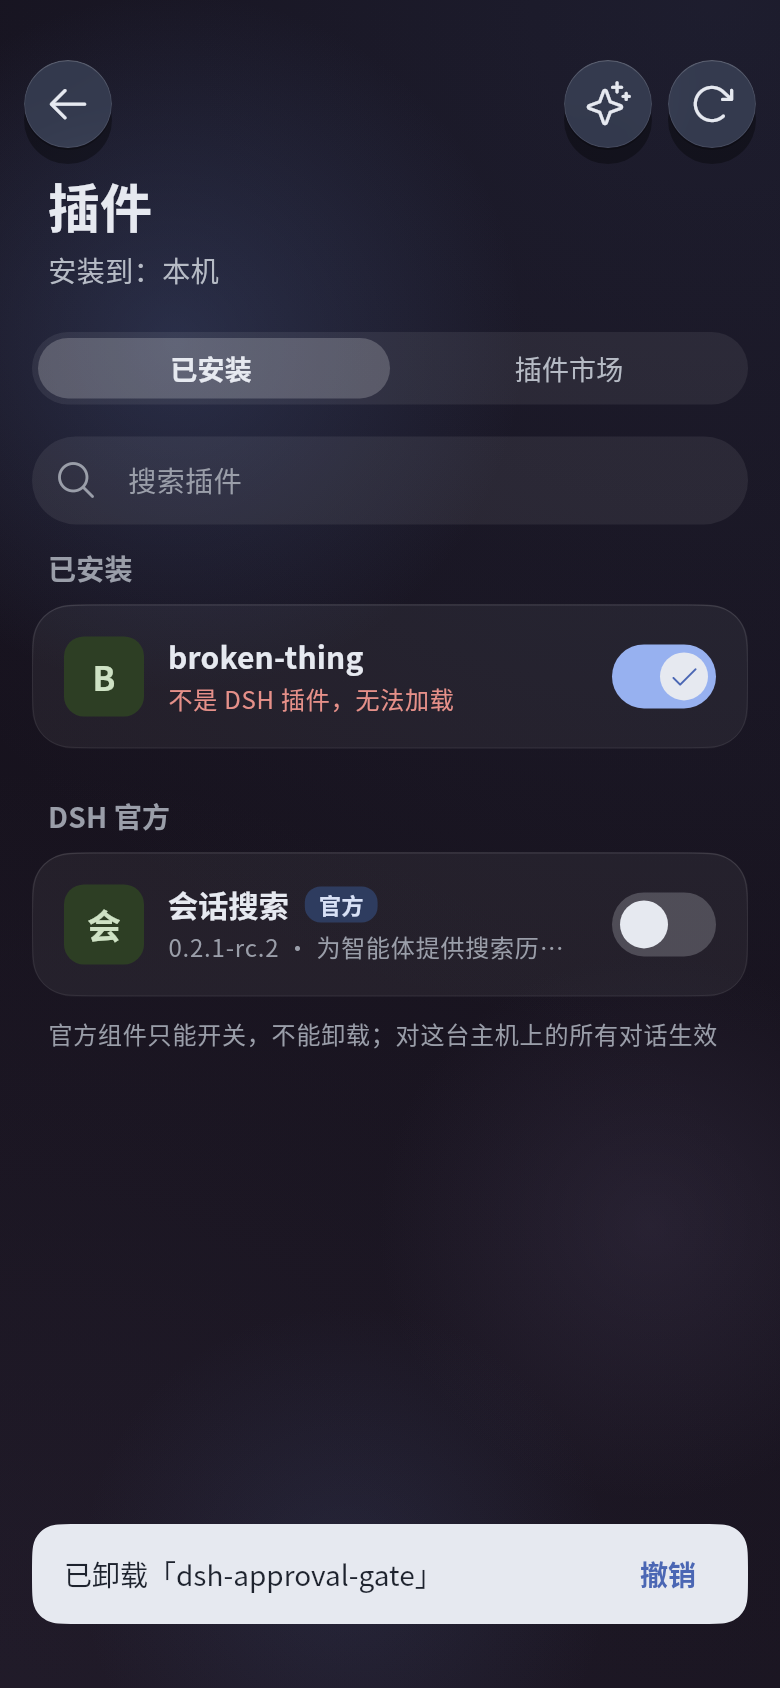 插件
安装到：本机
已安装
插件市场
搜索插件
已安装
B
broken-thing
不是 DSH 插件，无法加载
DSH 官方
会
会话搜索 官方
0.2.1-rc.2 · 为智能体提供搜索历…
官方组件只能开关，不能卸载；对这台主机上的所有对话生效
已卸载「dsh-approval-gate」 撤销